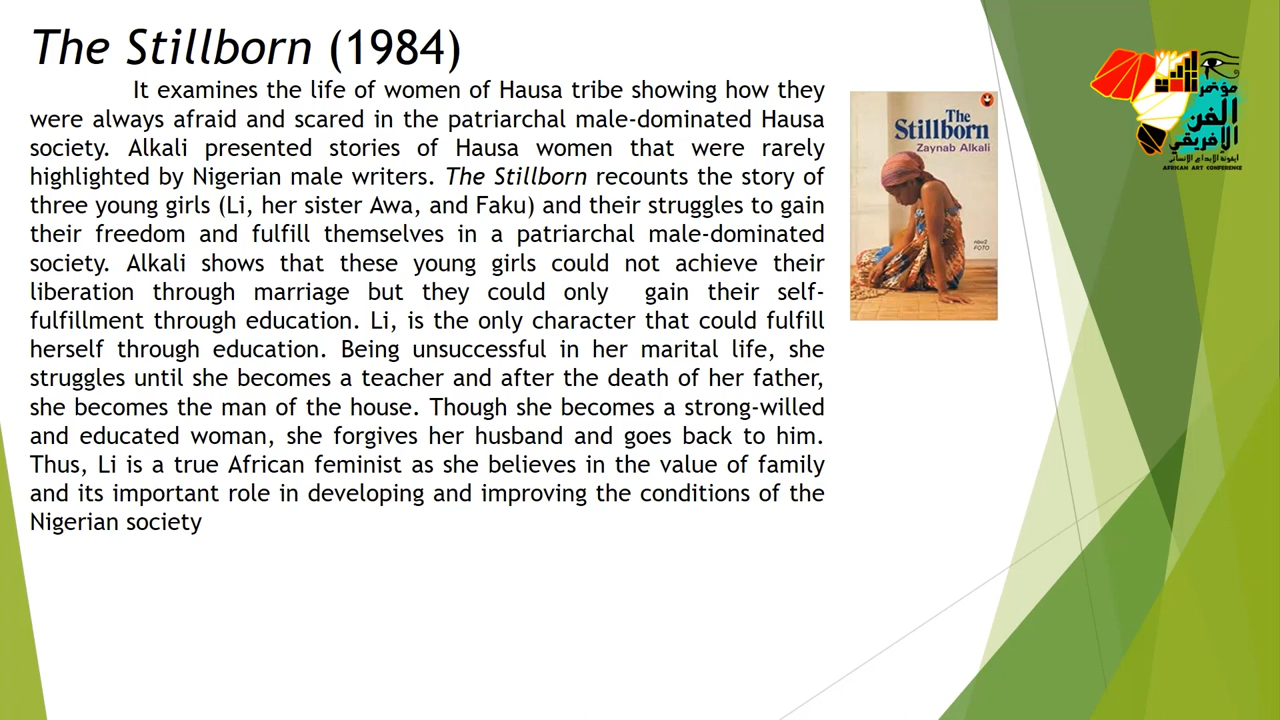 The Stillborn (1984)
It examines the life of women of Hausa tribe showing how they
were always afraid and scared in the patriarchal male-dominated Hausa
society. Alkali presented stories of Hausa women that were rarely
highlighted by Nigerian male writers. The Stillborn recounts the story of
three young girls (Li, her sister Awa, and Faku) and their struggles to gain
their freedom and fulfill themselves in a patriarchal male-dominated
society. Alkali shows that these young girls could not achieve their
liberation through marriage but they could only gain their self-
fulfillment through education. Li, is the only character that could fulfill
herself through education. Being unsuccessful in her marital life, she
struggles until she becomes a teacher and after the death of her father,
she becomes the man of the house. Though she becomes a strong-willed
and educated woman, she forgives her husband and goes back to him.
Thus, Li is a true African feminist as she believes in the value of family
and its important role in developing and improving the conditions of the
Nigerian society
The
Stillborn
Zaynab Alkali
FOTO
مؤتمر
الفن
الإفريقي
أيقونة الإبداع الإنساني
AFRICAN ART CONFERENCE